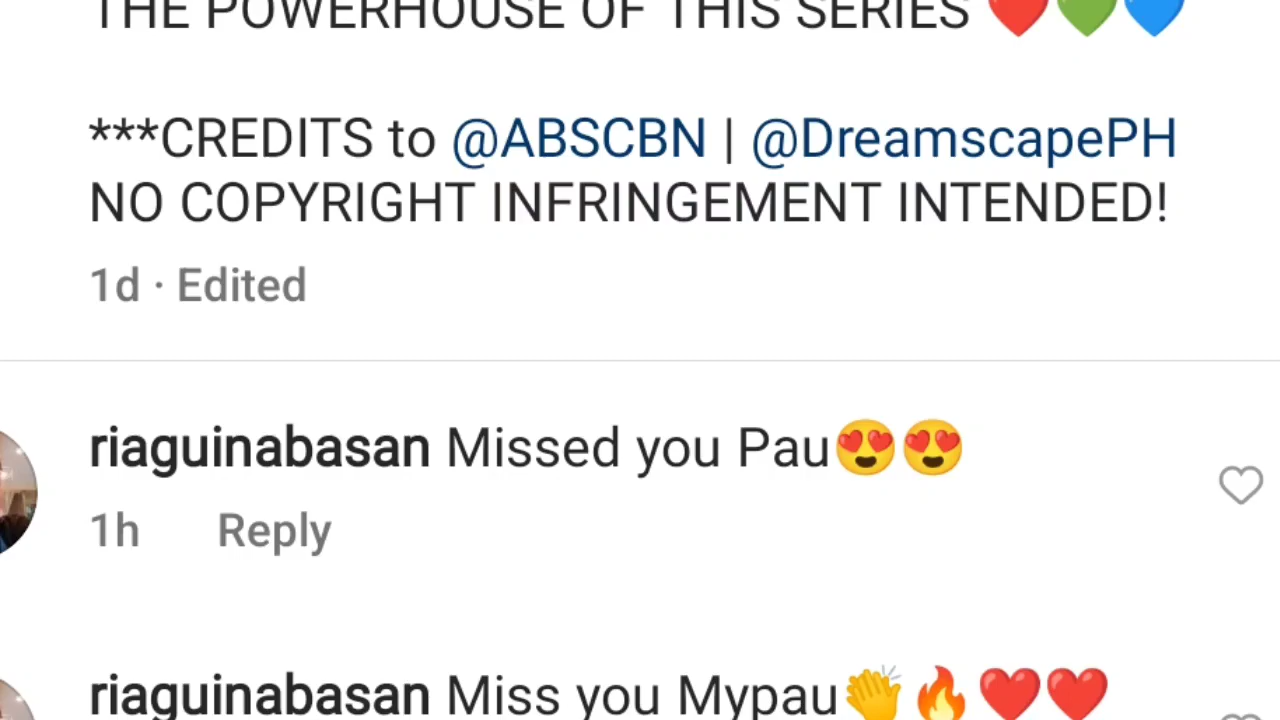 THE POWERHOUSE OF THIS SERIES ❤️💚💙
***CREDITS to @ABSCBN | @DreamscapePH
NO COPYRIGHT INFRINGEMENT INTENDED!
1d · Edited
riaguinabasan Missed you Pau😍😍
1h Reply
riaguinabasan Miss you Mypau👏🔥❤️❤️